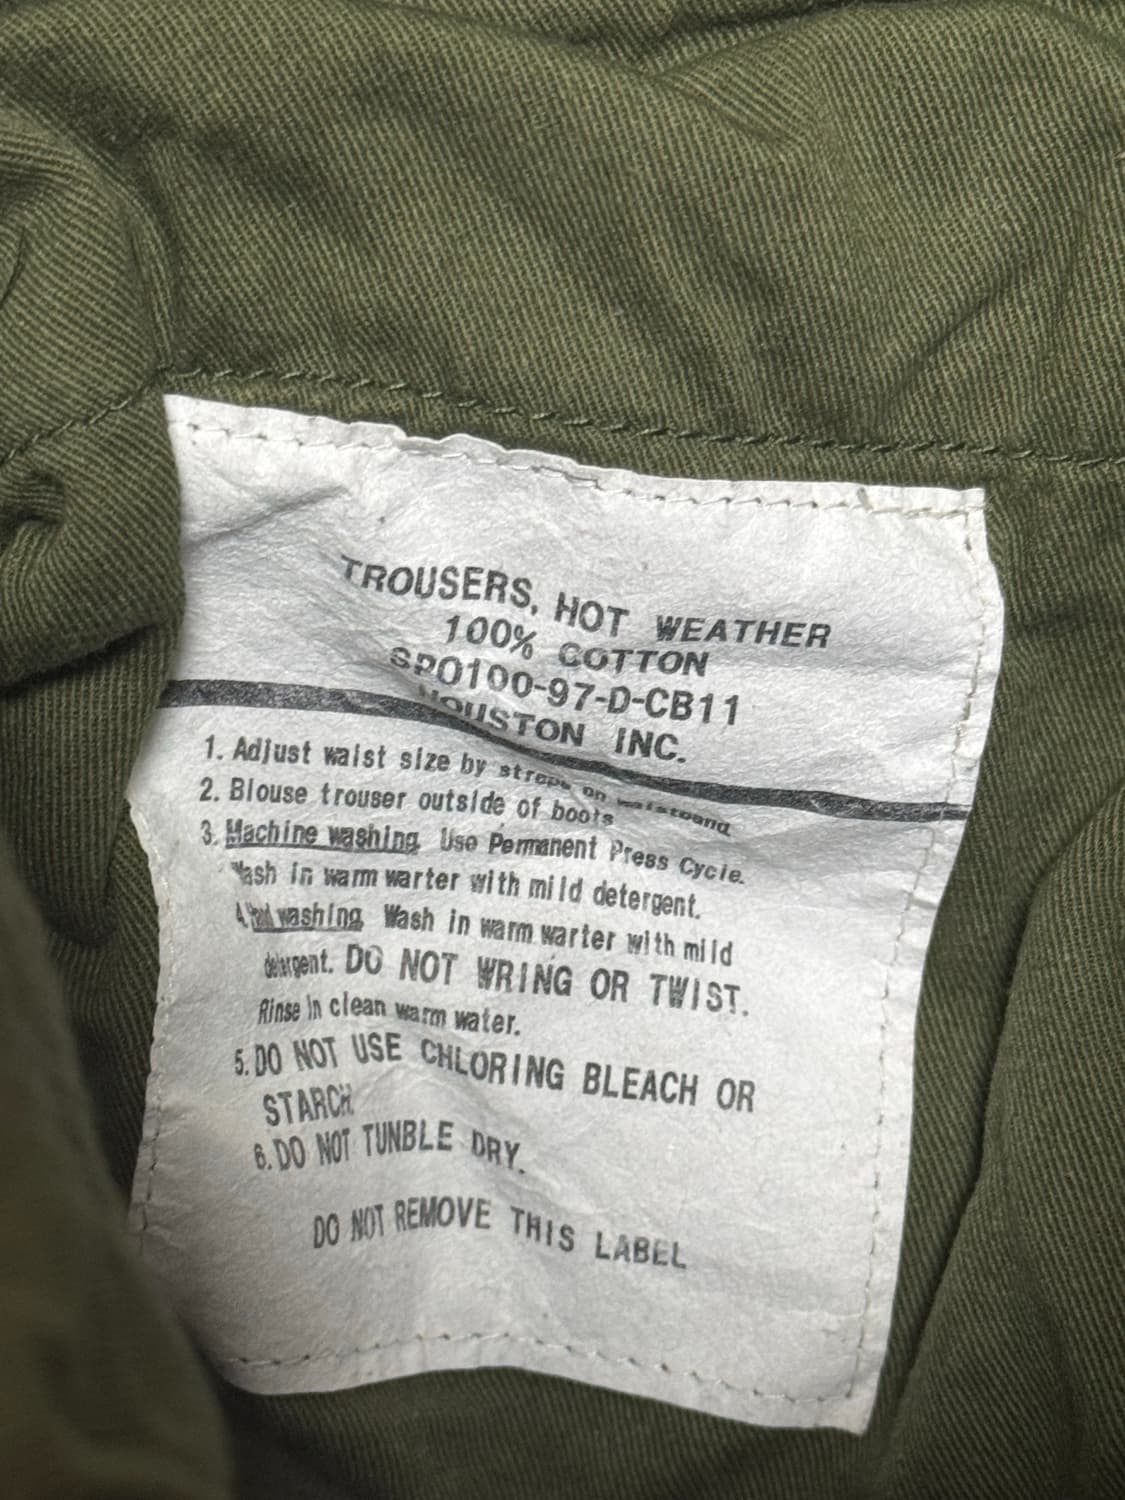 TROUSERS, HOT WEATHER
100% COTTON
SPO100-97-D-CB11
HOUSTON INC.
1. Adjust waist size by straps on waistband
2. Blouse trouser outside of boots
3. Machine washing. Use Permanent Press Cycle.
Wash in warm warter with mild detergent.
4. Hand washing. Wash in warm warter with mild
detergent. DO NOT WRING OR TWIST.
Rinse in clean warm water.
5. DO NOT USE CHLORING BLEACH OR
STARCH.
6. DO NOT TUNBLE DRY.
DO NOT REMOVE THIS LABEL